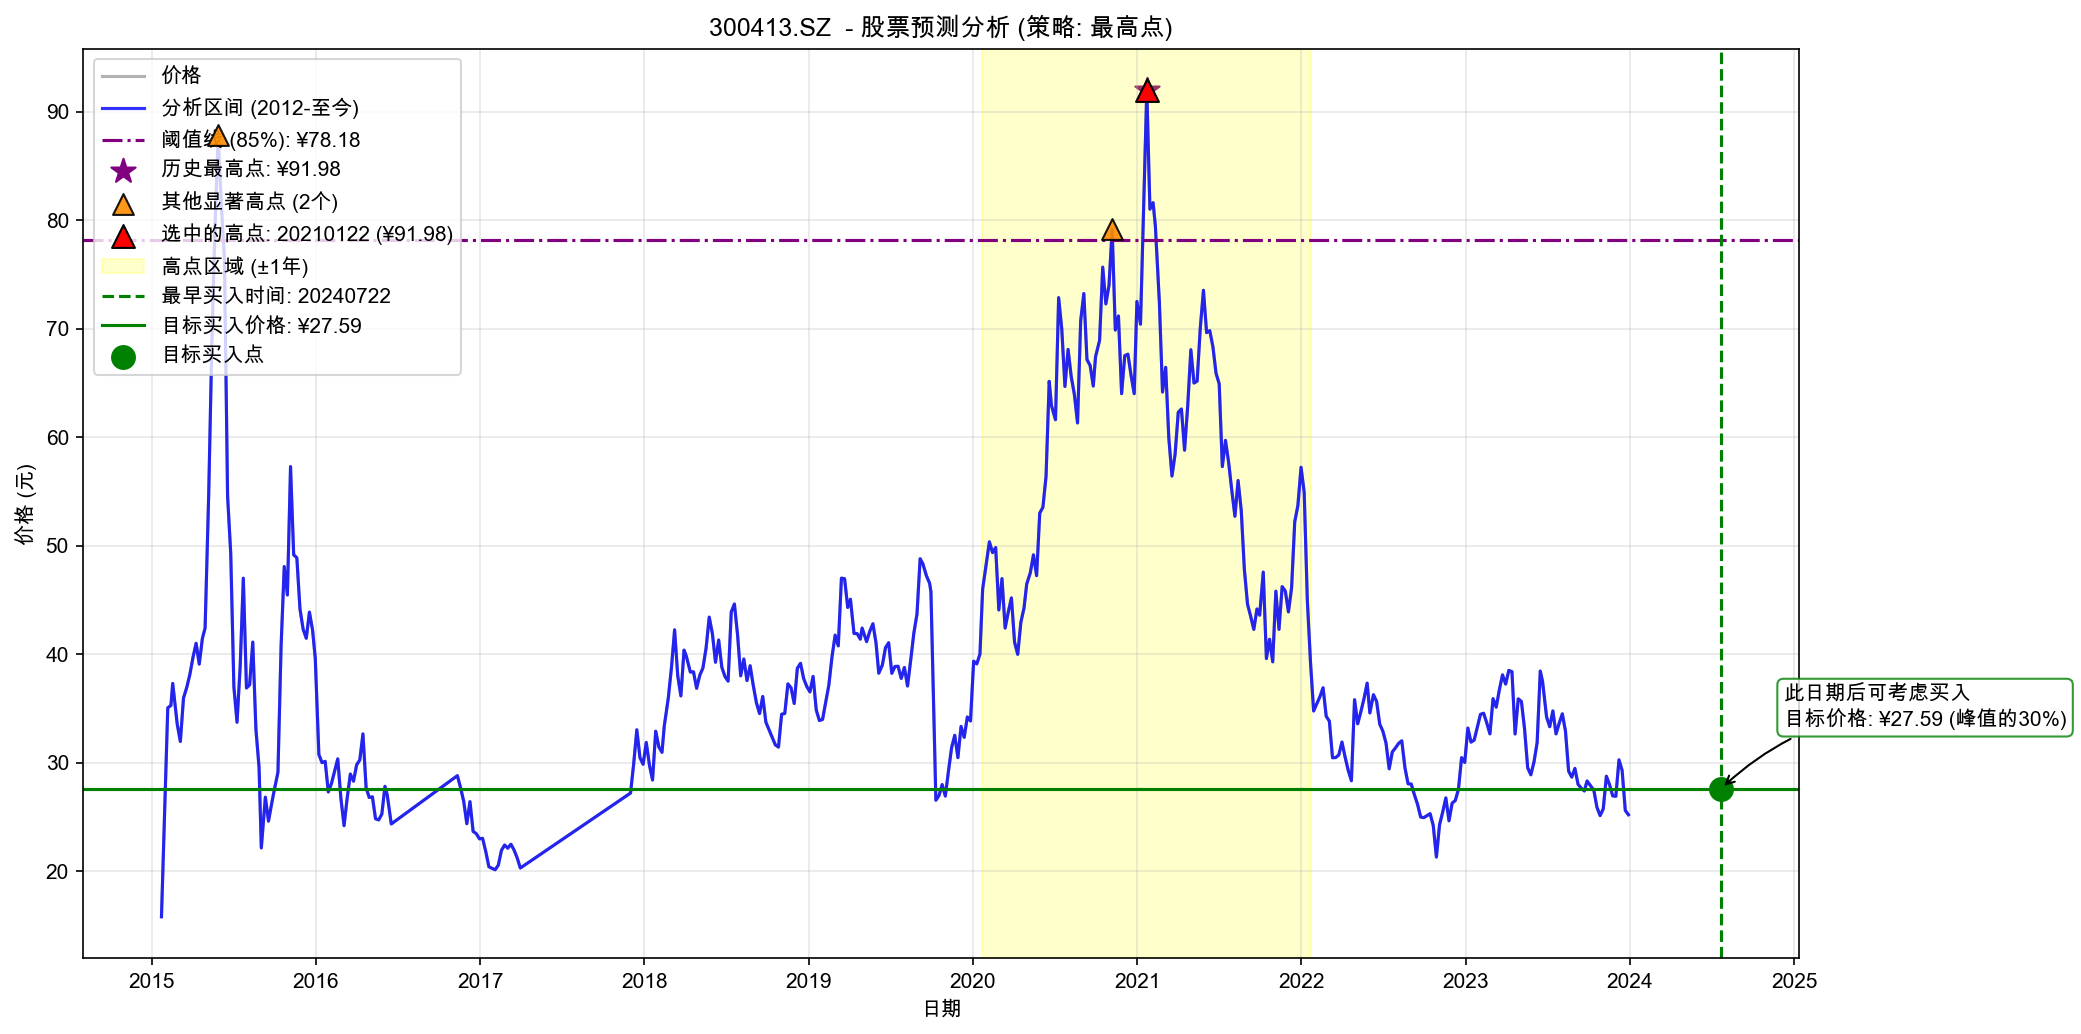 300413.SZ - 股票预测分析 (策略: 最高点)
价格
分析区间 (2012-至今)
阈值线 (85%): ¥78.18
历史最高点: ¥91.98
其他显著高点 (2个)
选中的高点: 20210122 (¥91.98)
高点区域 (±1年)
最早买入时间: 20240722
目标买入价格: ¥27.59
目标买入点
价格 (元)
90
80
70
60
50
40
30
20
此日期后可考虑买入
目标价格: ¥27.59 (峰值的30%)
2015
2016
2017
2018
2019
2020
2021
2022
2023
2024
2025
日期